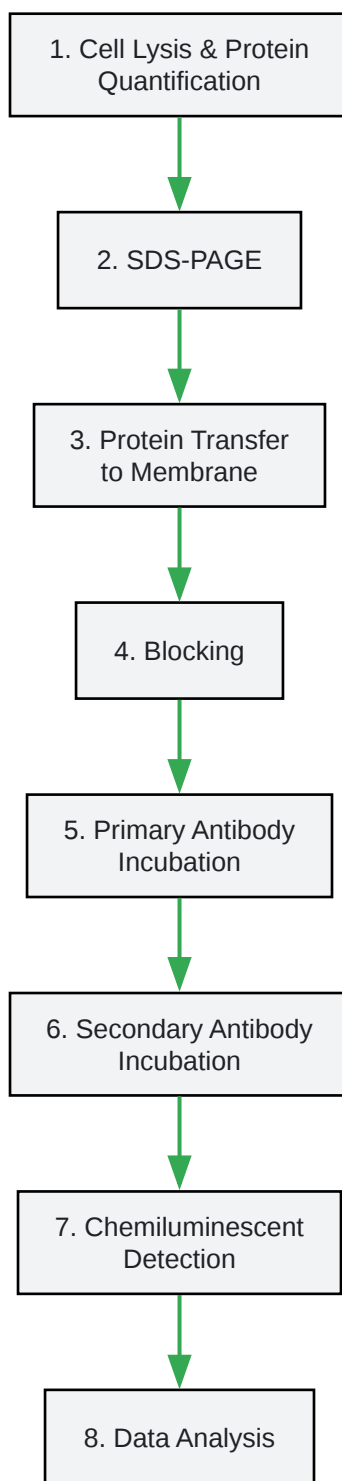 1. Cell Lysis & Protein
Quantification
2. SDS-PAGE
3. Protein Transfer
to Membrane
4. Blocking
5. Primary Antibody
Incubation
6. Secondary Antibody
Incubation
7. Chemiluminescent
Detection
8. Data Analysis